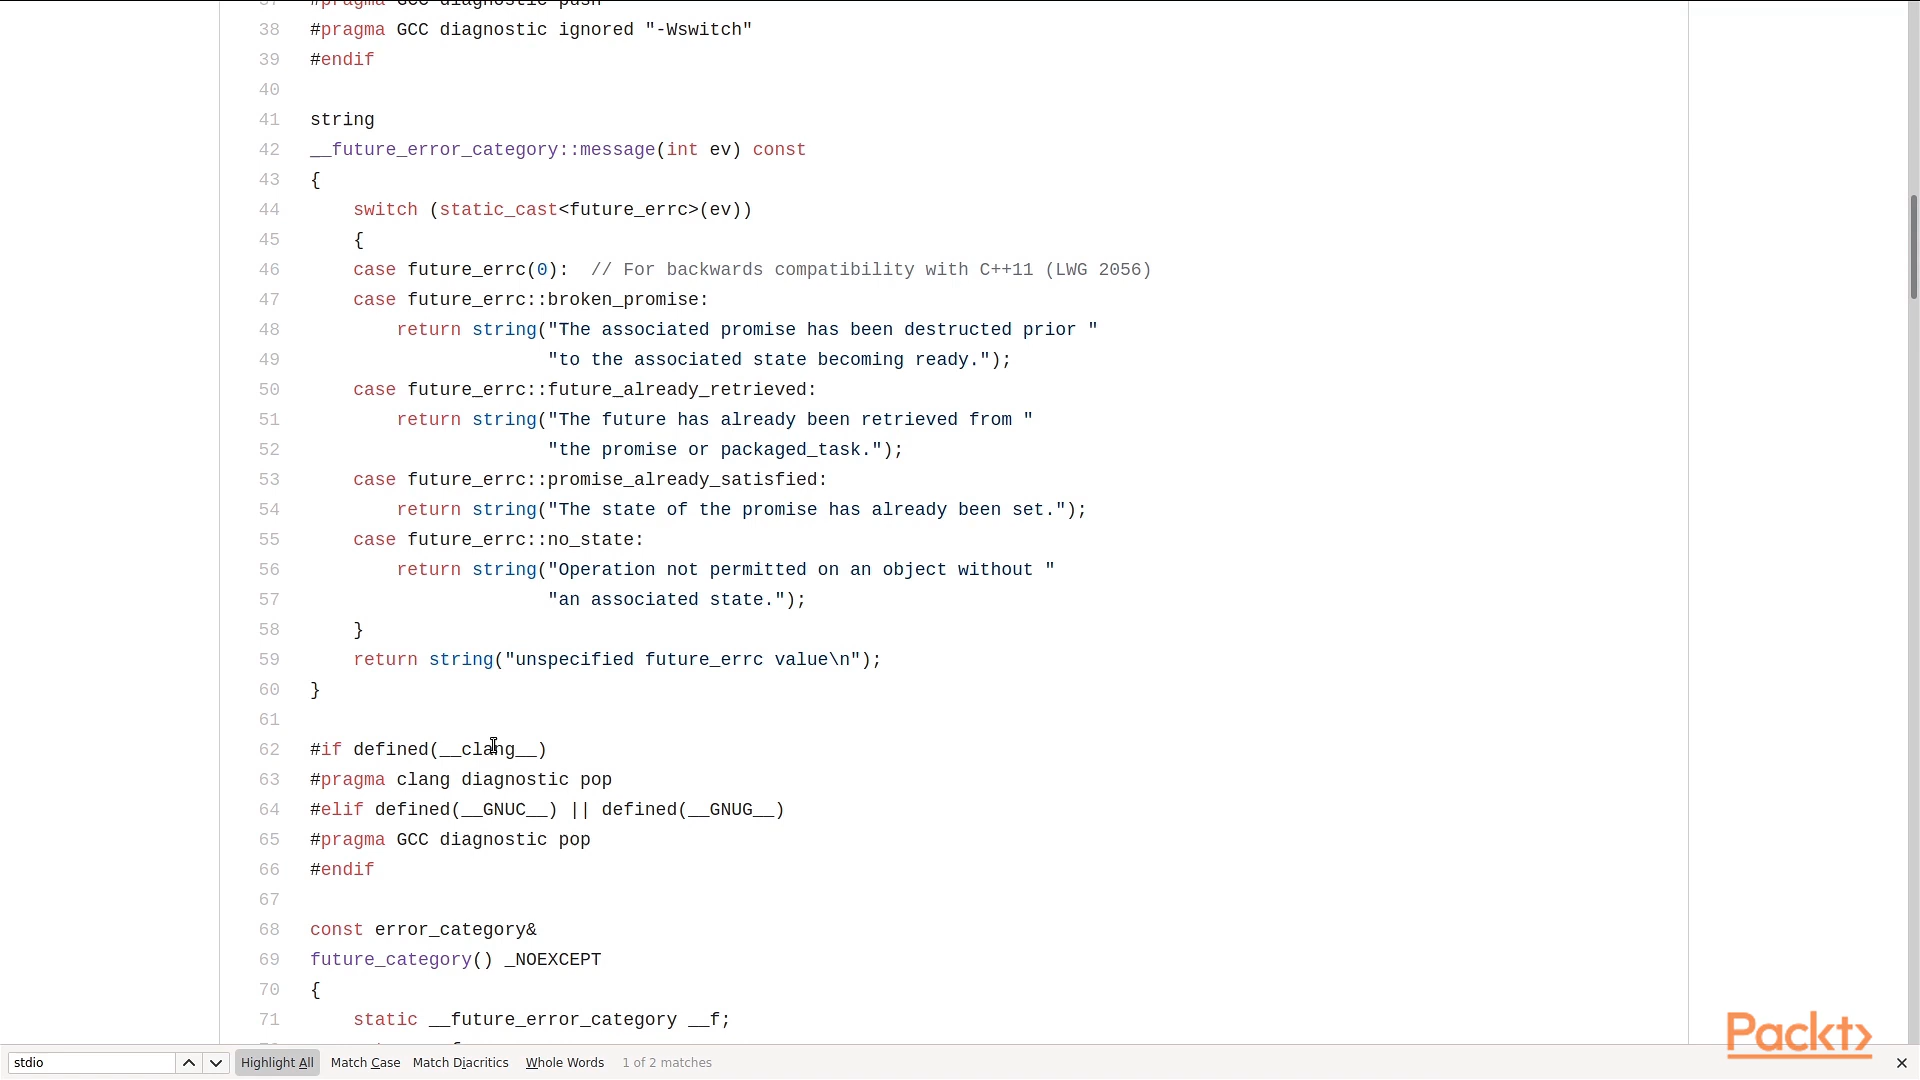 37 #pragma GCC diagnostic push
38 #pragma GCC diagnostic ignored "-Wswitch"
39 #endif
40
41 string
42 __future_error_category::message(int ev) const
43 {
44     switch (static_cast<future_errc>(ev))
45     {
46     case future_errc(0):  // For backwards compatibility with C++11 (LWG 2056)
47     case future_errc::broken_promise:
48         return string("The associated promise has been destructed prior "
49                       "to the associated state becoming ready.");
50     case future_errc::future_already_retrieved:
51         return string("The future has already been retrieved from "
52                       "the promise or packaged_task.");
53     case future_errc::promise_already_satisfied:
54         return string("The state of the promise has already been set.");
55     case future_errc::no_state:
56         return string("Operation not permitted on an object without "
57                       "an associated state.");
58     }
59     return string("unspecified future_errc value\n");
60 }
61
62 #if defined(__clang__)
63 #pragma clang diagnostic pop
64 #elif defined(__GNUC__) || defined(__GNUG__)
65 #pragma GCC diagnostic pop
66 #endif
67
68 const error_category&
69 future_category() _NOEXCEPT
70 {
71     static __future_error_category __f;
Packt>
stdio Highlight All Match Case Match Diacritics Whole Words 1 of 2 matches